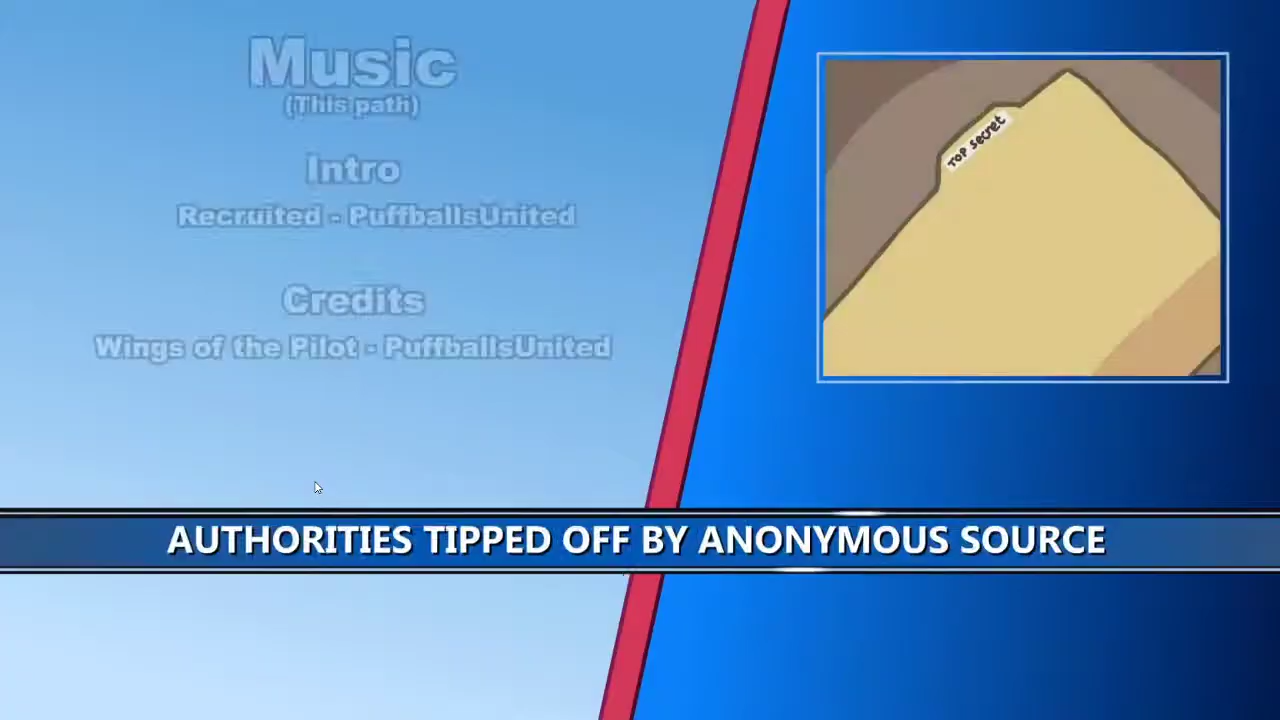 Music
(This path)
Intro
Recruited - PuffballsUnited
Credits
Wings of the Pilot - PuffballsUnited
TOP SECRET
AUTHORITIES TIPPED OFF BY ANONYMOUS SOURCE